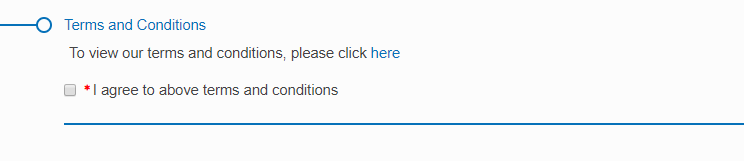 Terms and Conditions
To view our terms and conditions, please click here
*I agree to above terms and conditions